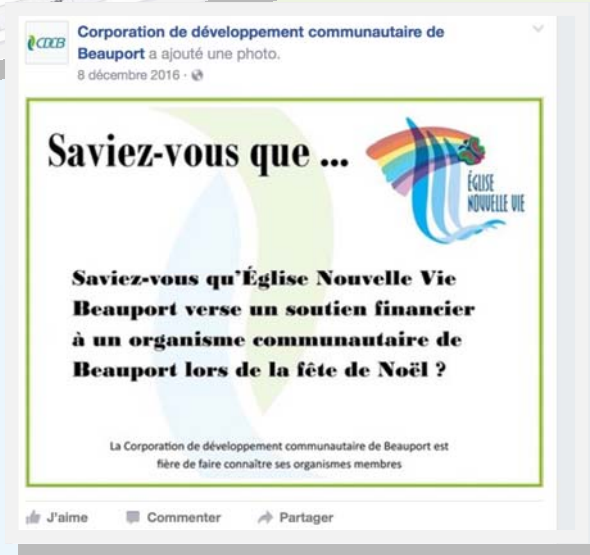 CDCB
Corporation de développement communautaire de
Beauport a ajouté une photo.
8 décembre 2016 ·
Saviez-vous que ...
ÉGLISE
NOUVELLE VIE
Saviez-vous qu'Église Nouvelle Vie
Beauport verse un soutien financier
à un organisme communautaire de
Beauport lors de la fête de Noël ?
La Corporation de développement communautaire de Beauport est
fière de faire connaître ses organismes membres
J'aime Commenter Partager